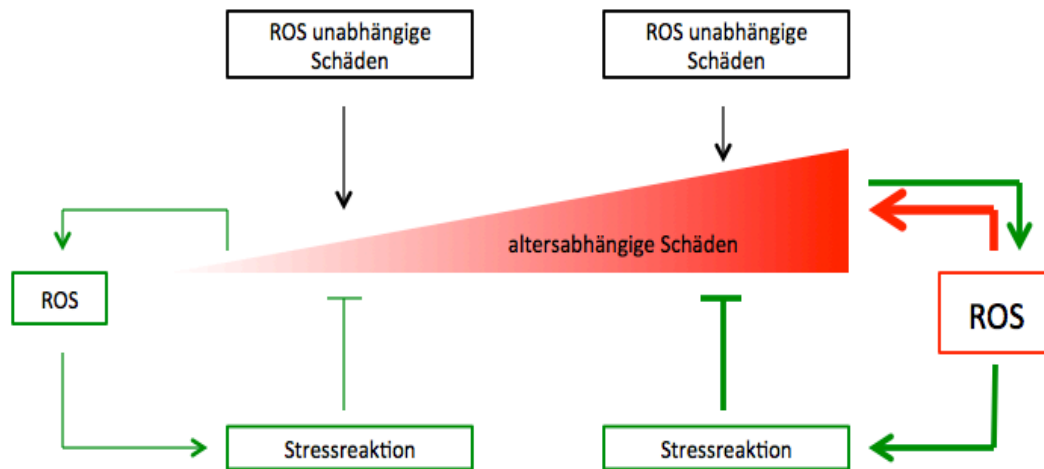 ROS unabhängige
Schäden
ROS unabhängige
Schäden
altersabhängige Schäden
ROS
ROS
Stressreaktion
Stressreaktion